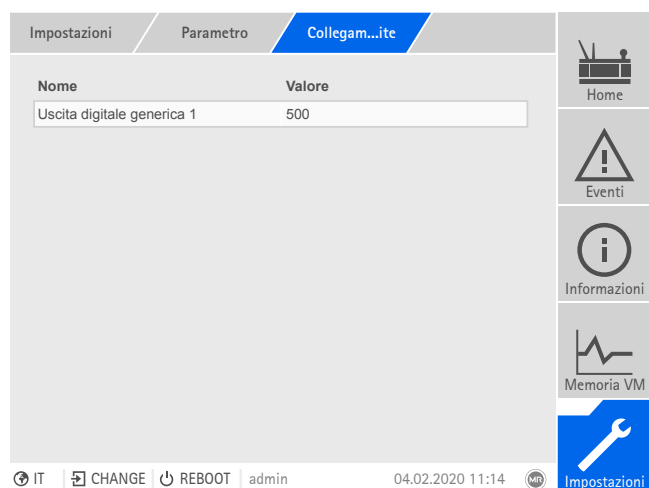 Impostazioni Parametro Collegam...ite
Nome Valore
Uscita digitale generica 1 500
Home
Eventi
Informazioni
Memoria VM
Impostazioni
IT CHANGE REBOOT admin 04.02.2020 11:14 MR